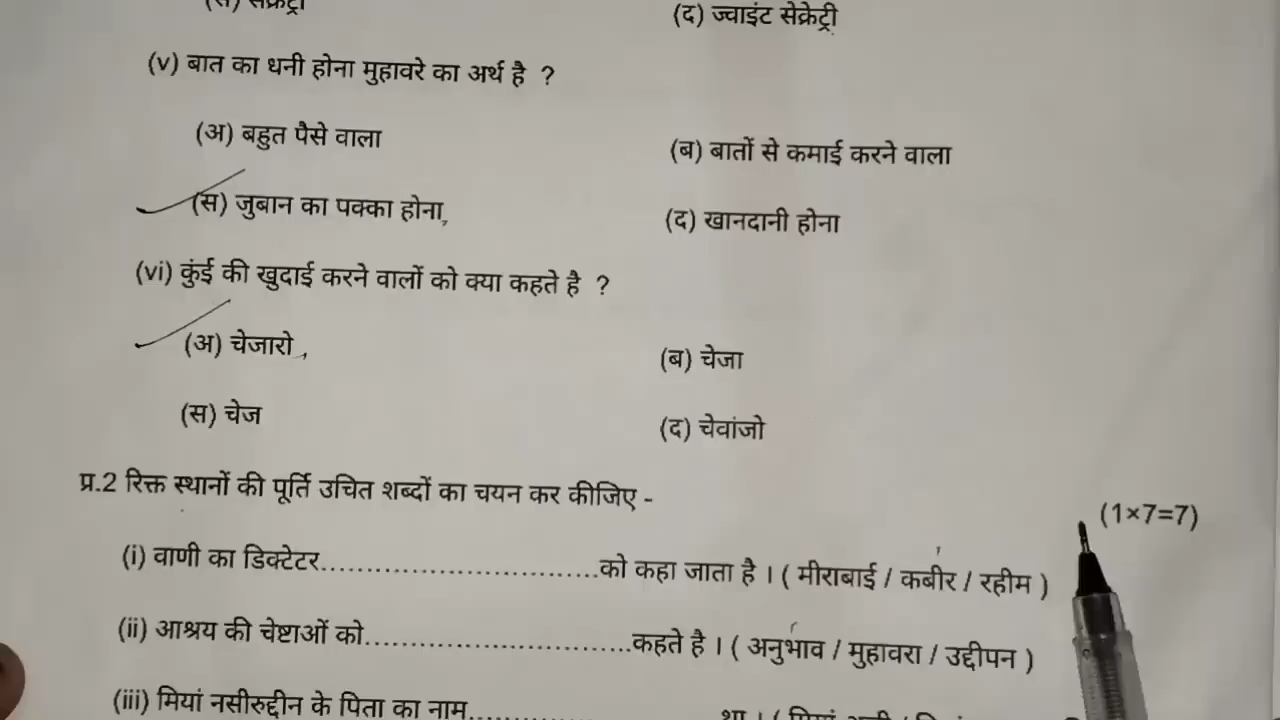 (स) सेक्रेट्री
(द) ज्वाइंट सेक्रेट्री
(v) बात का धनी होना मुहावरे का अर्थ है ?
(अ) बहुत पैसे वाला
(ब) बातों से कमाई करने वाला
(स) जुबान का पक्का होना
(द) खानदानी होना
(vi) कुंई की खुदाई करने वालों को क्या कहते है ?
(अ) चेजारो
(ब) चेजा
(स) चेज
(द) चेवांजो
प्र.2 रिक्त स्थानों की पूर्ति उचित शब्दों का चयन कर कीजिए -
(1×7=7)
(i) वाणी का डिक्टेटर..............................को कहा जाता है । ( मीराबाई / कबीर / रहीम )
(ii) आश्रय की चेष्टाओं को.............................कहते है । ( अनुभाव / मुहावरा / उद्दीपन )
(iii) मियां नसीरुद्दीन के पिता का नाम............................था । ( मियां